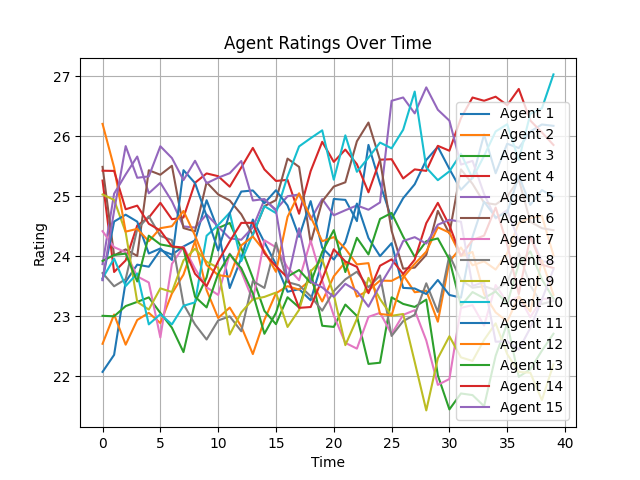 Agent Ratings Over Time
27
26
25
24
23
22
Rating
0 5 10 15 20 25 30 35 40
Time
Agent 1
Agent 2
Agent 3
Agent 4
Agent 5
Agent 6
Agent 7
Agent 8
Agent 9
Agent 10
Agent 11
Agent 12
Agent 13
Agent 14
Agent 15